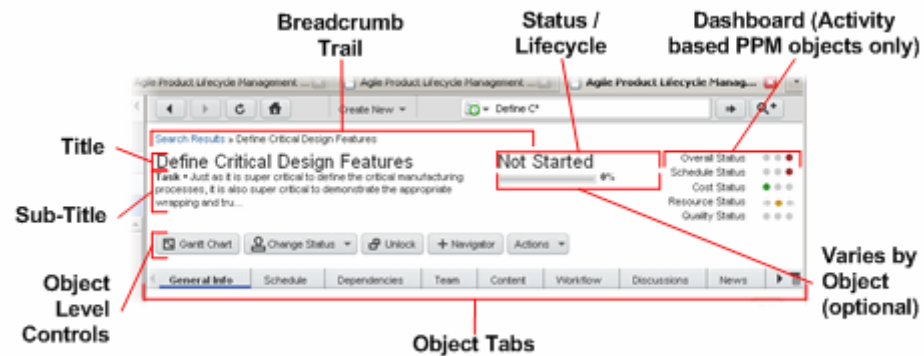 Breadcrumb
Trail
Status /
Lifecycle
Dashboard (Activity
based PPM objects only)
Agile Product Lifecycle Management
Agile Product Lifecycle Management
Agile Product Lifecycle Manag...
Create New
Define C*
Search Results » Define Critical Design Features
Title
Define Critical Design Features
Not Started
0%
Overall Status
Schedule Status
Cost Status
Resource Status
Quality Status
Sub-Title
Task • Just as it is super critical to define the critical manufacturing
processes, it is also super critical to demonstrate the appropriate
wrapping and tru...
Gantt Chart
Change Status
Unlock
+ Navigator
Actions
General Info
Schedule
Dependencies
Team
Content
Workflow
Discussions
News
Object
Level
Controls
Object Tabs
Varies by
Object
(optional)